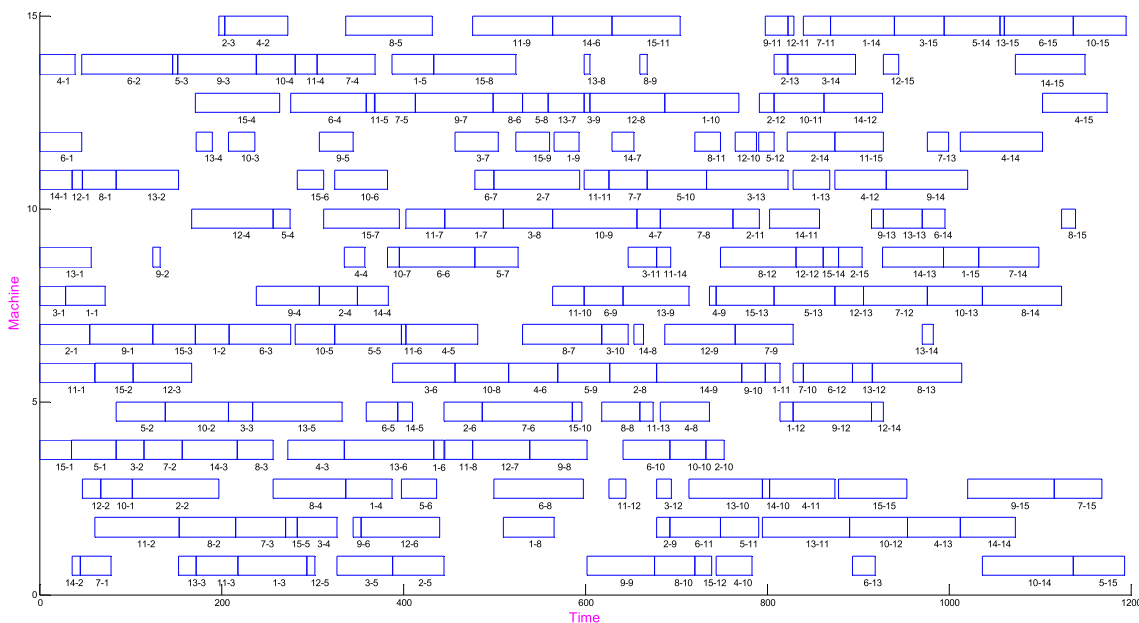 15
2-3 4-2 8-5 11-9 14-6 15-11 9-11 12-11 7-11 1-14 3-15 5-14 13-15 6-15 10-15
4-1 6-2 5-3 9-3 10-4 11-4 7-4 1-5 15-8 13-8 8-9 2-13 3-14 12-15 14-15
15-4 6-4 11-5 7-5 9-7 8-6 5-8 13-7 3-9 12-8 1-10 2-12 10-11 14-12 4-15
6-1 13-4 10-3 9-5 3-7 15-9 1-9 14-7 8-11 12-10 5-12 2-14 11-15 7-13 4-14
14-1 12-1 8-1 13-2 15-6 10-6 6-7 2-7 11-11 7-7 5-10 3-13 1-13 4-12 9-14
10
12-4 5-4 15-7 11-7 1-7 3-8 10-9 4-7 7-8 2-11 14-11 9-13 13-13 6-14 8-15
13-1 9-2 4-4 10-7 6-6 5-7 3-11 11-14 8-12 12-12 15-14 2-15 14-13 1-15 7-14
3-1 1-1 9-4 2-4 14-4 11-10 6-9 13-9 4-9 15-13 5-13 12-13 7-12 10-13 8-14
Machine
2-1 9-1 15-3 1-2 6-3 10-5 5-5 11-6 4-5 8-7 3-10 14-8 12-9 7-9 13-14
11-1 15-2 12-3 3-6 10-8 4-6 5-9 2-8 14-9 9-10 1-11 7-10 6-12 13-12 8-13
5
5-2 10-2 3-3 13-5 6-5 14-5 2-6 7-6 15-10 8-8 11-13 4-8 1-12 9-12 12-14
15-1 5-1 3-2 7-2 14-3 8-3 4-3 13-6 1-6 11-8 12-7 9-8 6-10 10-10 2-10
12-2 10-1 2-2 8-4 1-4 5-6 6-8 11-12 3-12 13-10 14-10 4-11 15-15 9-15 7-15
11-2 8-2 7-3 15-5 3-4 9-6 12-6 1-8 2-9 6-11 5-11 13-11 10-12 4-13 14-14
14-2 7-1 13-3 11-3 1-3 12-5 3-5 2-5 9-9 8-10 15-12 4-10 6-13 10-14 5-15
0
0 200 400 600 800 1000 1200
Time